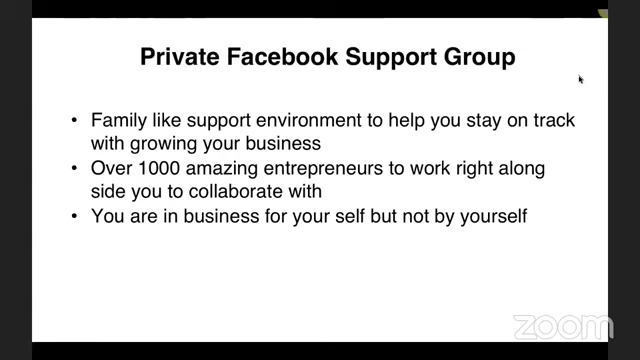 Private Facebook Support Group
• Family like support environment to help you stay on track
with growing your business
• Over 1000 amazing entrepreneurs to work right along
side you to collaborate with
• You are in business for your self but not by yourself
zoom